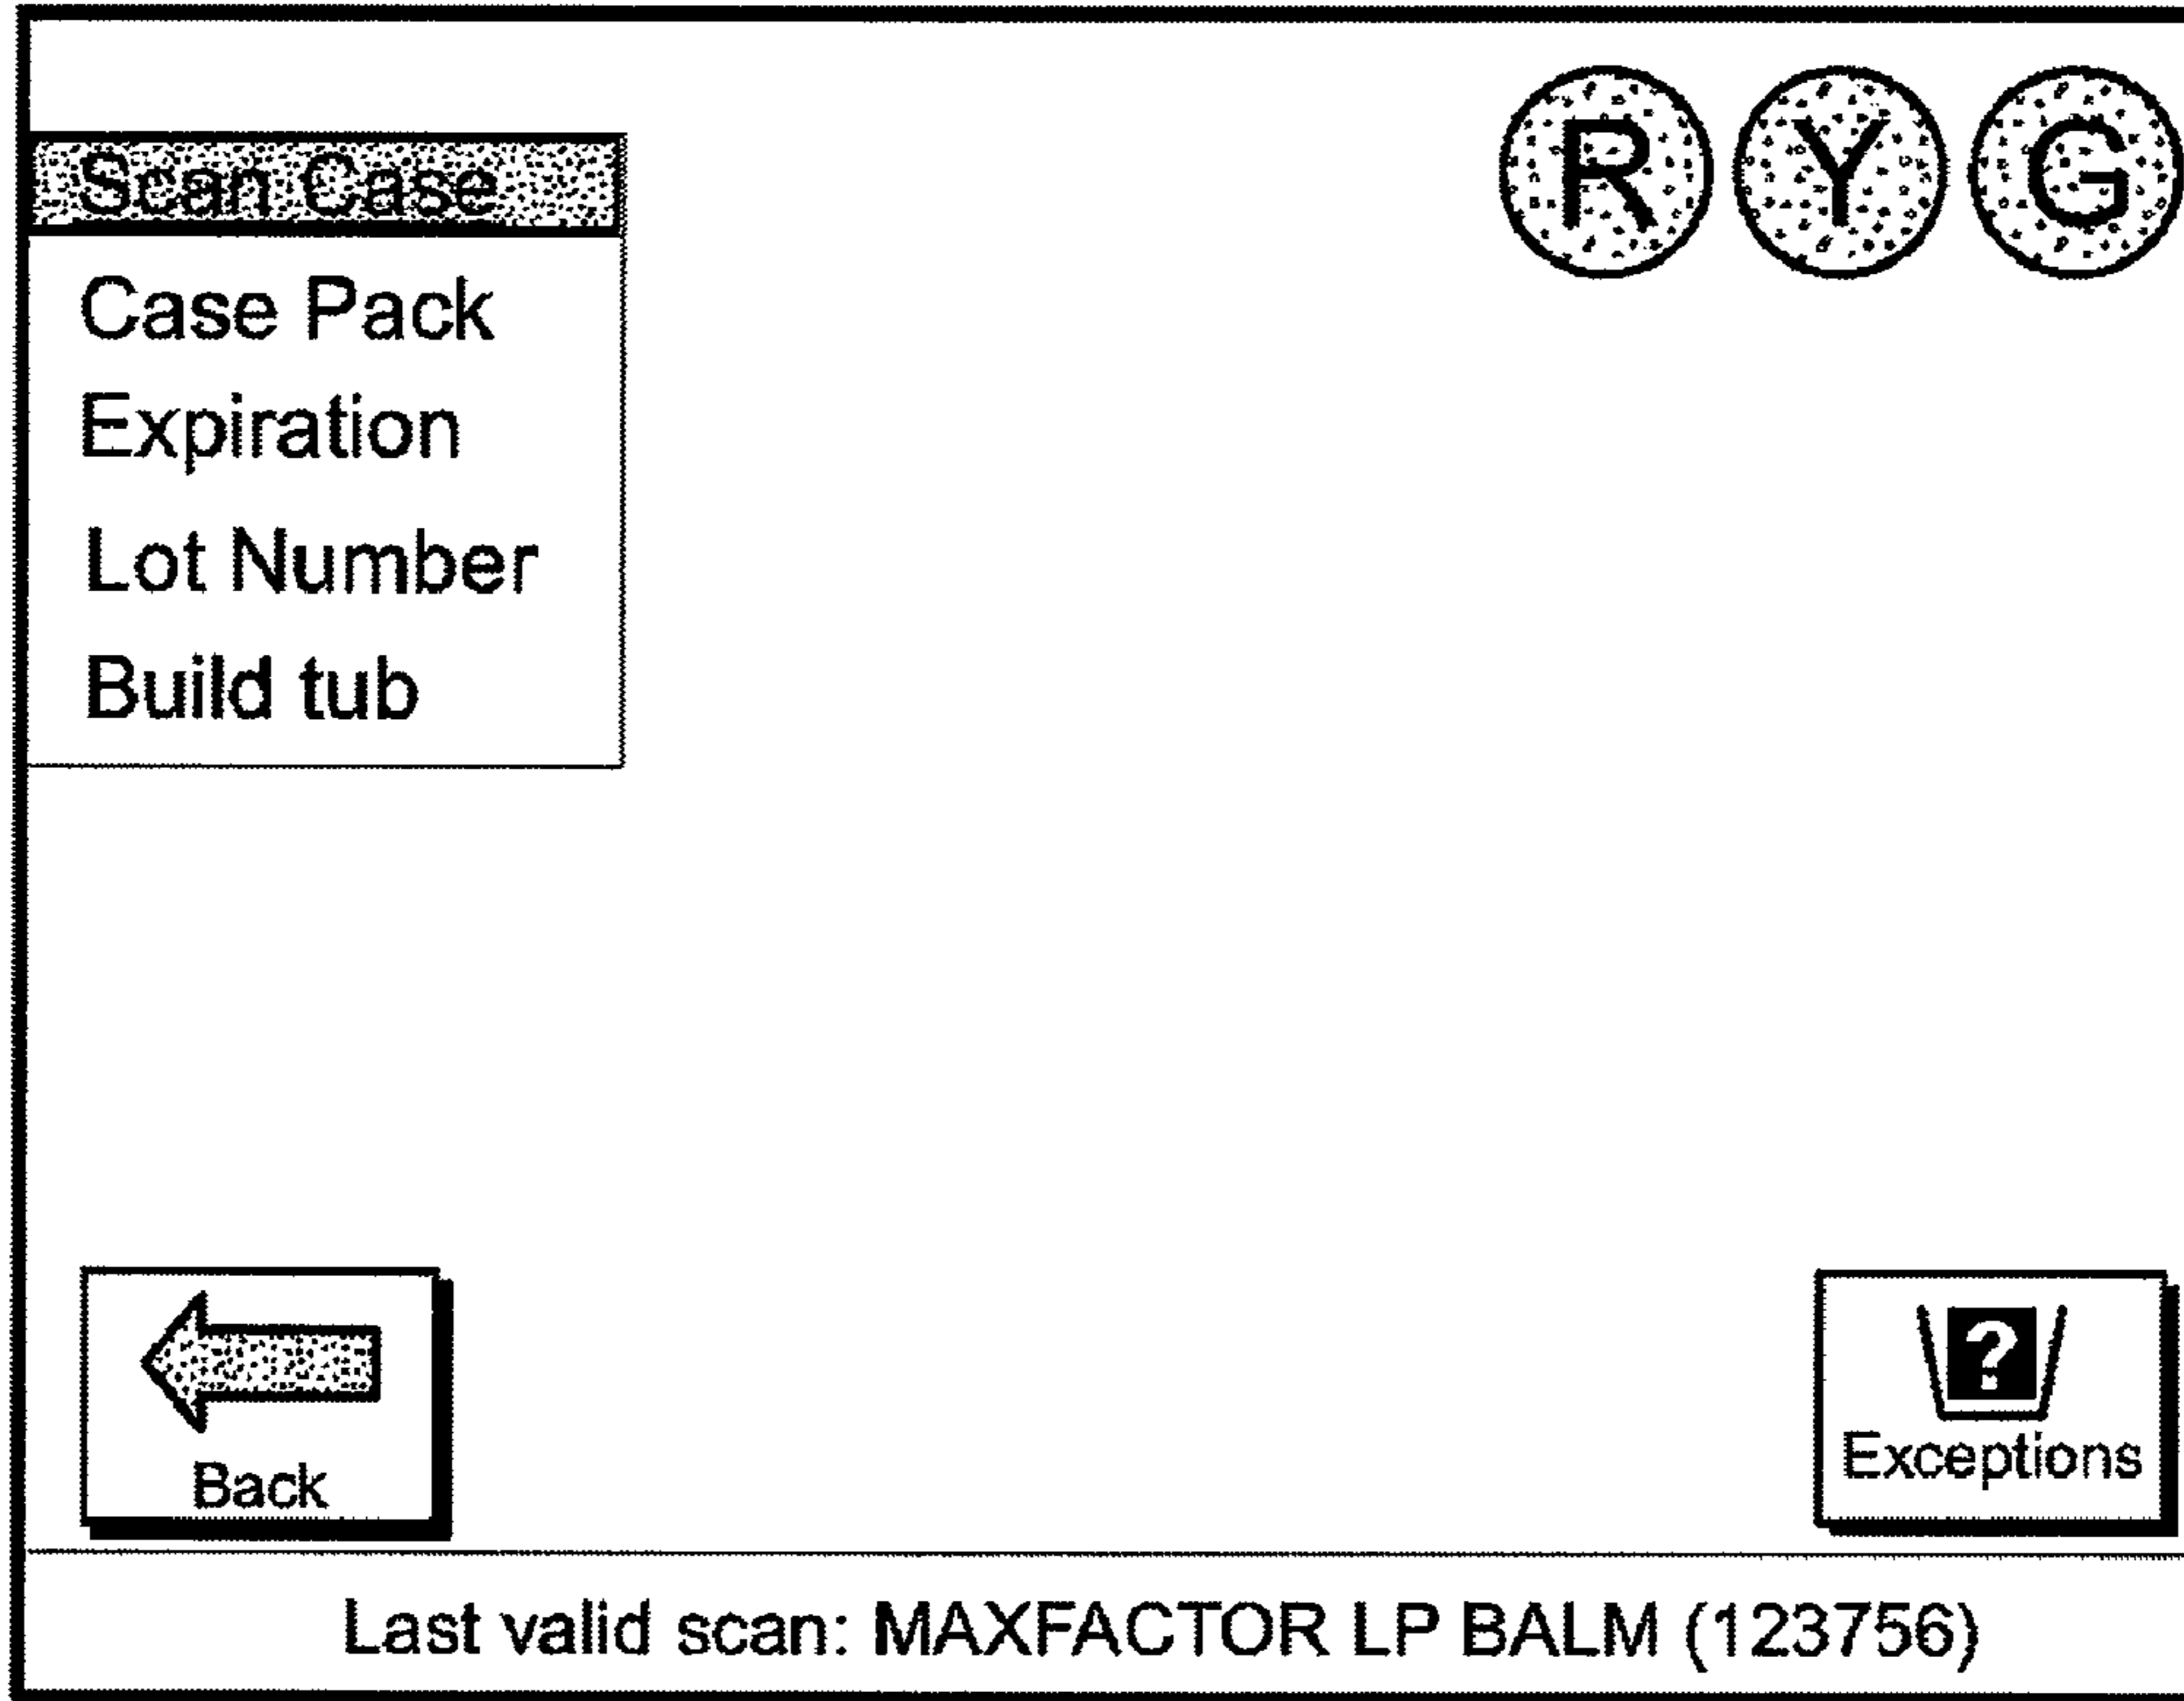 R Y G
Scan Case
Case Pack
Expiration
Lot Number
Build tub
?
Back
Exceptions
Last valid scan: MAXFACTOR LP BALM (123756)